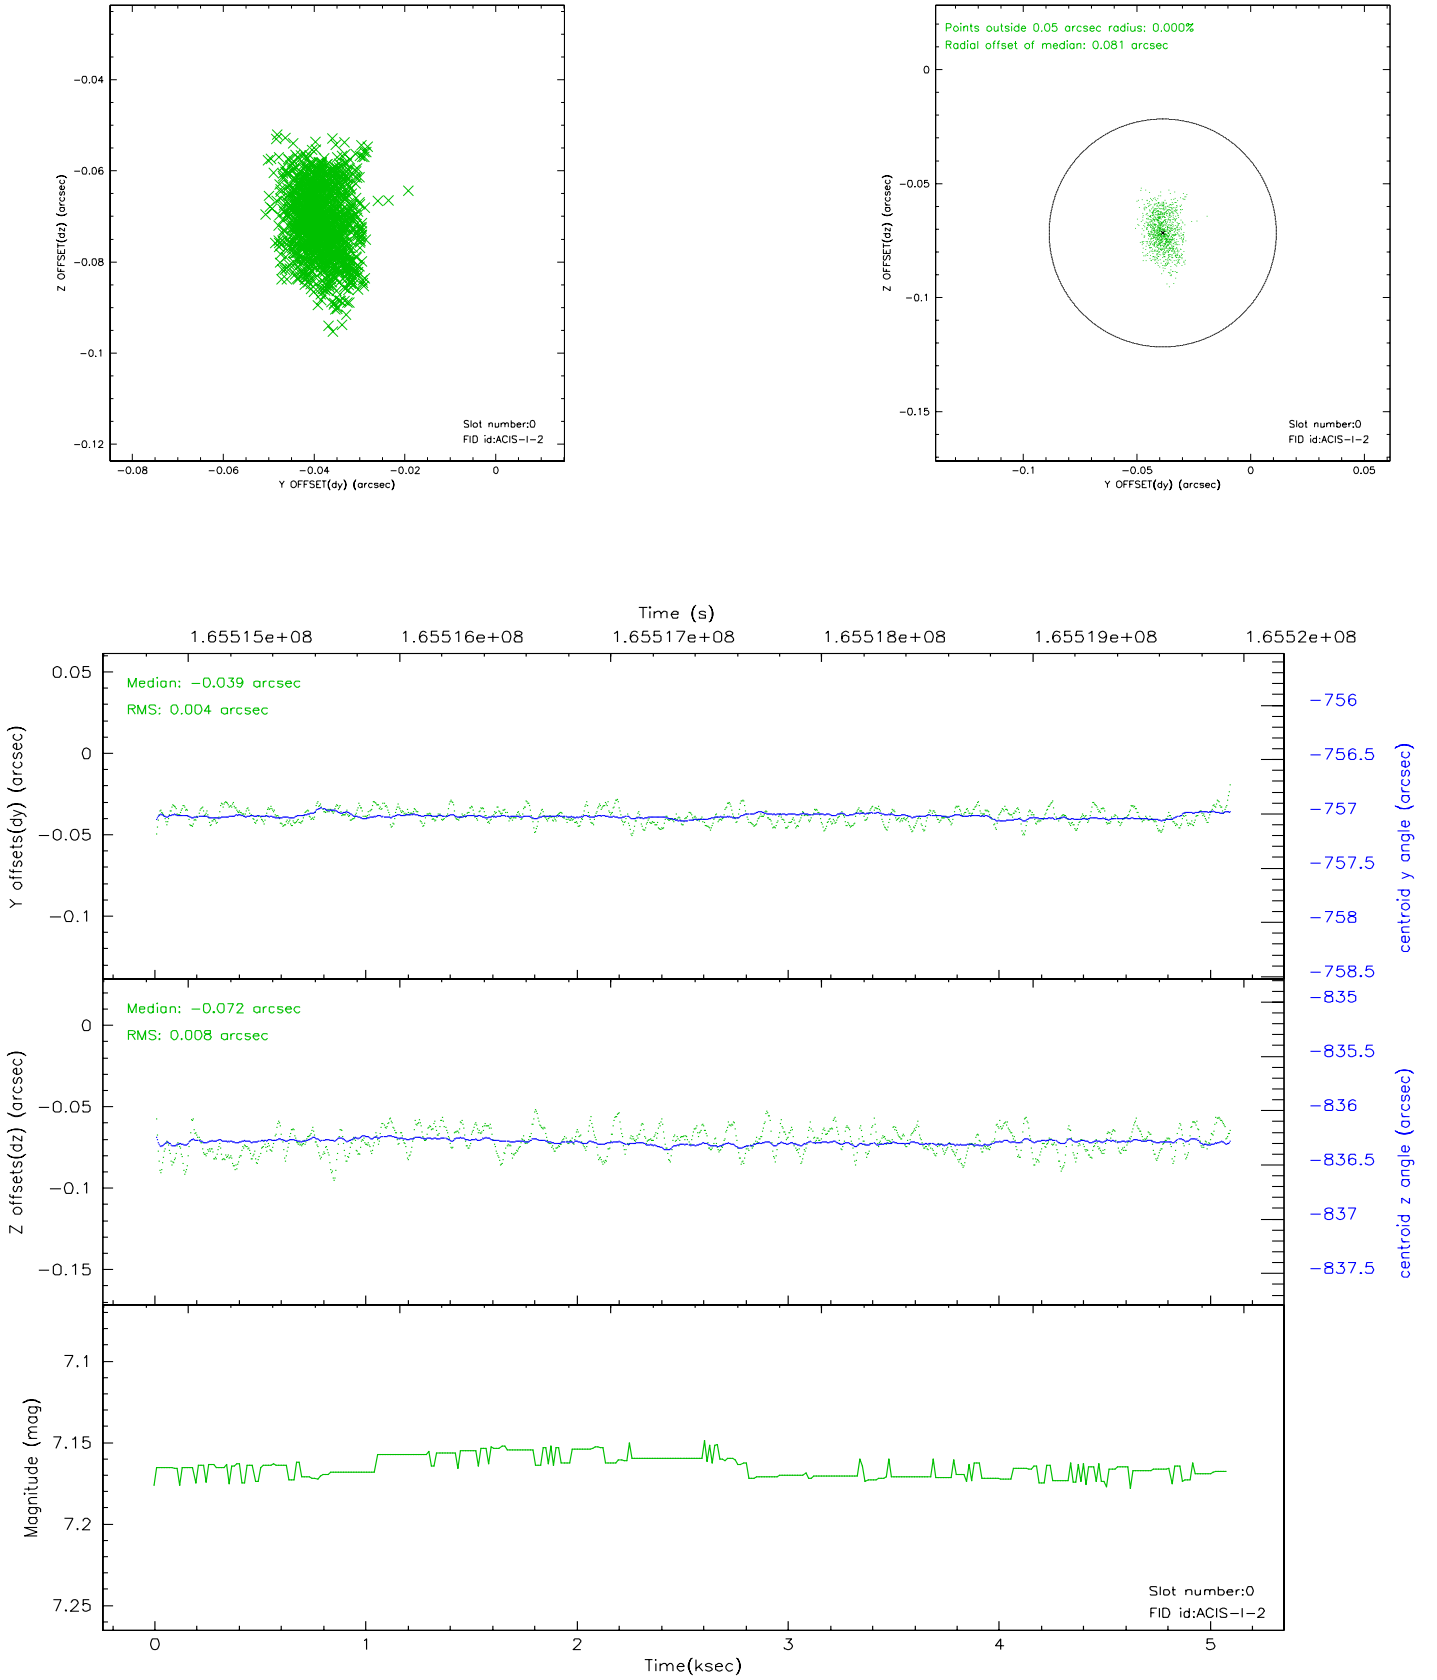 −0.04
−0.06
−0.08
−0.1
−0.12
Z OFFSET(dz) (arcsec)
Slot number:0
FID id:ACIS−I−2
−0.08 −0.06 −0.04 −0.02 0
Y OFFSET(dy) (arcsec)
Points outside 0.05 arcsec radius: 0.000%
Radial offset of median: 0.081 arcsec
0
−0.05
−0.1
−0.15
Z OFFSET(dz) (arcsec)
Slot number:0
FID id:ACIS−I−2
−0.1 −0.05 0 0.05
Y OFFSET(dy) (arcsec)
Time (s)
1.65515e+08 1.65516e+08 1.65517e+08 1.65518e+08 1.65519e+08 1.6552e+08
Median: −0.039 arcsec
RMS: 0.004 arcsec
0.05
0
−0.05
−0.1
Y offsets(dy) (arcsec)
−756
−756.5
−757
−757.5
−758
−758.5
centroid y angle (arcsec)
Median: −0.072 arcsec
RMS: 0.008 arcsec
0
−0.05
−0.1
−0.15
Z offsets(dz) (arcsec)
−835
−835.5
−836
−836.5
−837
−837.5
centroid z angle (arcsec)
7.1
7.15
7.2
7.25
Magnitude (mag)
Slot number:0
FID id:ACIS−I−2
0 1 2 3 4 5
Time(ksec)